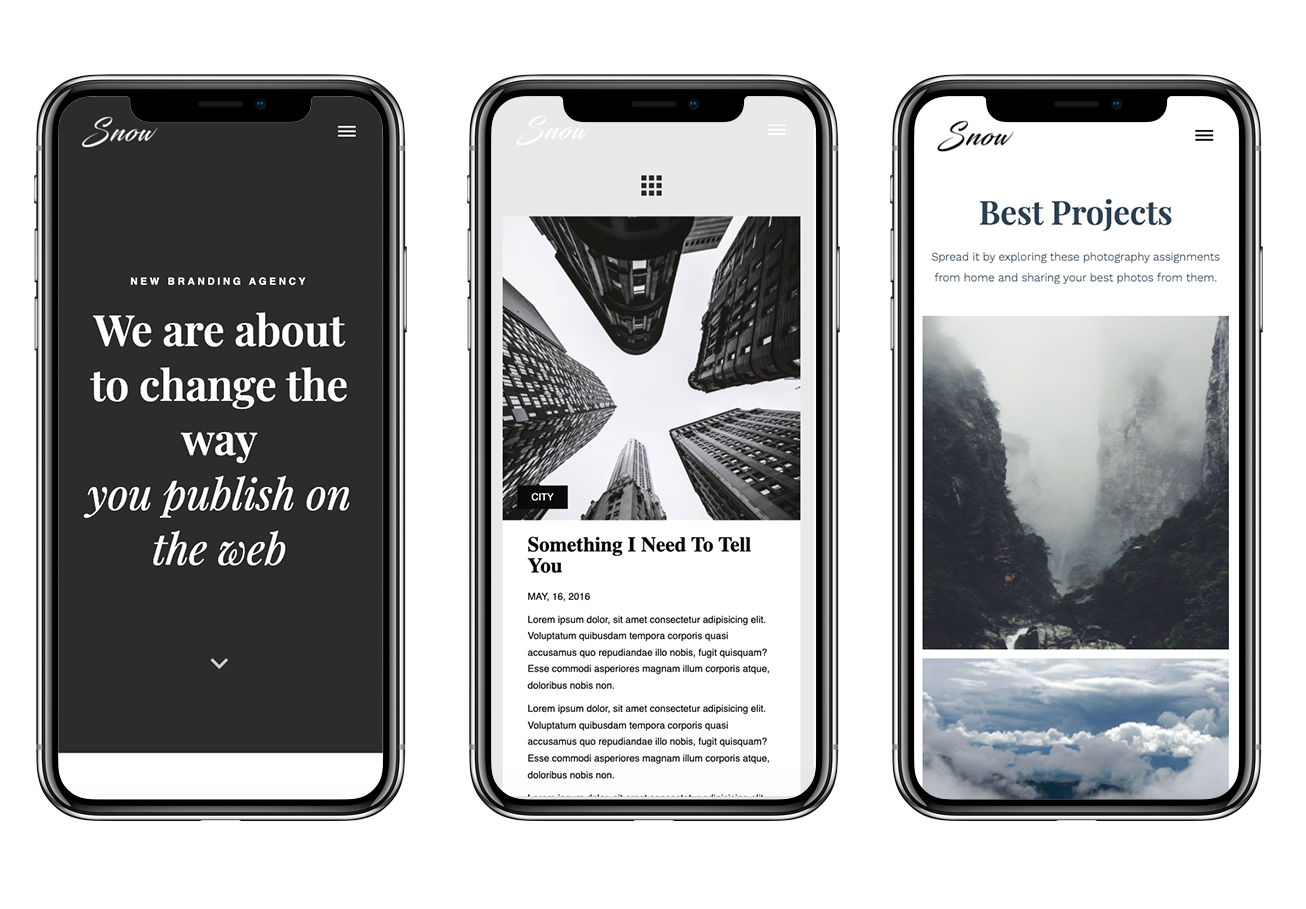 Snow
NEW BRANDING AGENCY
We are about
to change the
way
you publish on
the web
Snow
CITY
Something I Need To Tell
You
MAY, 16, 2016
Lorem ipsum dolor, sit amet consectetur adipisicing elit.
Voluptatum quibusdam tempora corporis quasi
accusamus quo repudiandae illo nobis, fugit quisquam?
Esse commodi asperiores magnam illum corporis atque,
doloribus nobis non.
Lorem ipsum dolor, sit amet consectetur adipisicing elit.
Voluptatum quibusdam tempora corporis quasi
accusamus quo repudiandae illo nobis, fugit quisquam?
Esse commodi asperiores magnam illum corporis atque,
doloribus nobis non.
Snow
Best Projects
Spread it by exploring these photography assignments
from home and sharing your best photos from them.